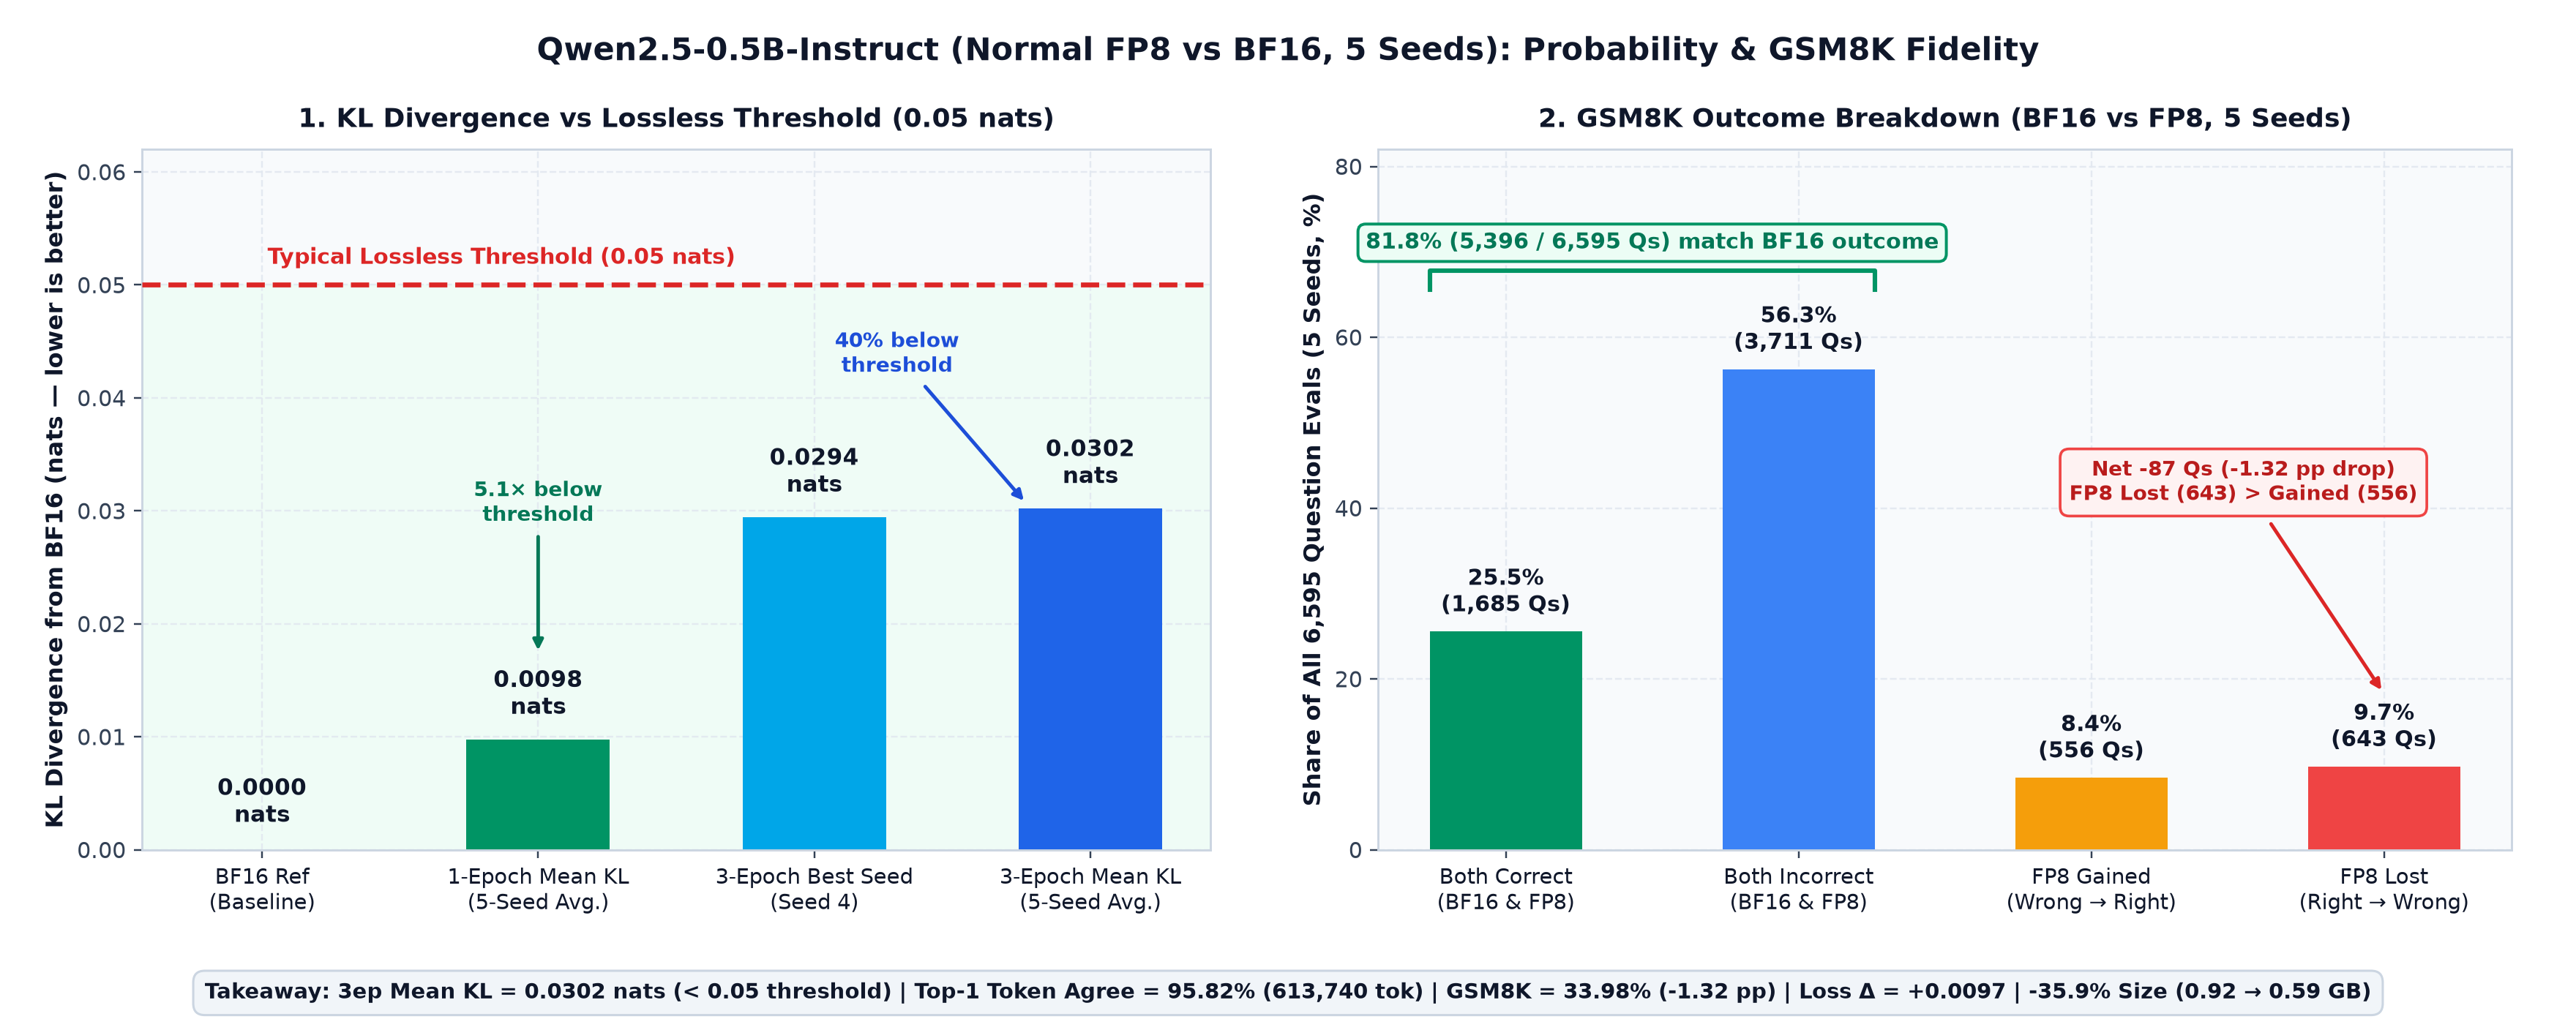 Qwen2.5-0.5B-Instruct (Normal FP8 vs BF16, 5 Seeds): Probability & GSM8K Fidelity
1. KL Divergence vs Lossless Threshold (0.05 nats)
KL Divergence from BF16 (nats — lower is better)
0.06
0.05
0.04
0.03
0.02
0.01
0.00
Typical Lossless Threshold (0.05 nats)
40% below
threshold
5.1× below
threshold
0.0000
nats
0.0098
nats
0.0294
nats
0.0302
nats
BF16 Ref
(Baseline)
1-Epoch Mean KL
(5-Seed Avg.)
3-Epoch Best Seed
(Seed 4)
3-Epoch Mean KL
(5-Seed Avg.)
2. GSM8K Outcome Breakdown (BF16 vs FP8, 5 Seeds)
Share of All 6,595 Question Evals (5 Seeds, %)
80
60
40
20
0
81.8% (5,396 / 6,595 Qs) match BF16 outcome
25.5%
(1,685 Qs)
56.3%
(3,711 Qs)
Net -87 Qs (-1.32 pp drop)
FP8 Lost (643) > Gained (556)
8.4%
(556 Qs)
9.7%
(643 Qs)
Both Correct
(BF16 & FP8)
Both Incorrect
(BF16 & FP8)
FP8 Gained
(Wrong → Right)
FP8 Lost
(Right → Wrong)
Takeaway: 3ep Mean KL = 0.0302 nats (< 0.05 threshold) | Top-1 Token Agree = 95.82% (613,740 tok) | GSM8K = 33.98% (-1.32 pp) | Loss Δ = +0.0097 | -35.9% Size (0.92 → 0.59 GB)